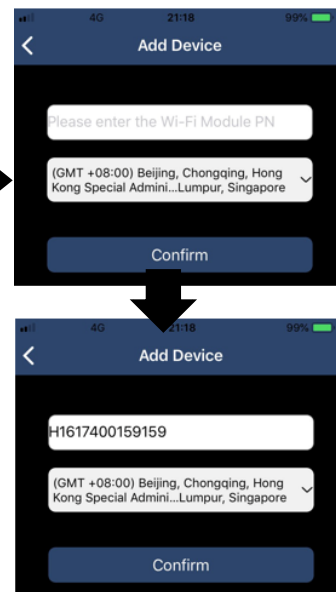 4G 21:18 99%
Add Device
Please enter the Wi-Fi Module PN
(GMT +08:00) Beijing, Chongqing, Hong
Kong Special Admini...Lumpur, Singapore
Confirm
4G 21:18 99%
Add Device
H1617400159159
(GMT +08:00) Beijing, Chongqing, Hong
Kong Special Admini...Lumpur, Singapore
Confirm